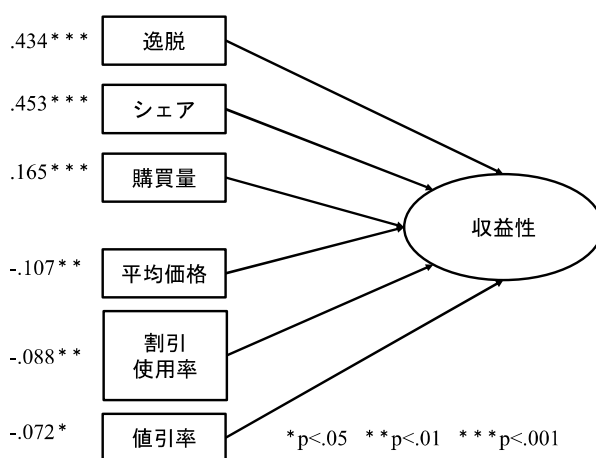 .434***
逸脱
.453***
シェア
.165***
購買量
収益性
-.107**
平均価格
-.088**
割引
使用率
-.072*
値引率
*p<.05 **p<.01 ***p<.001